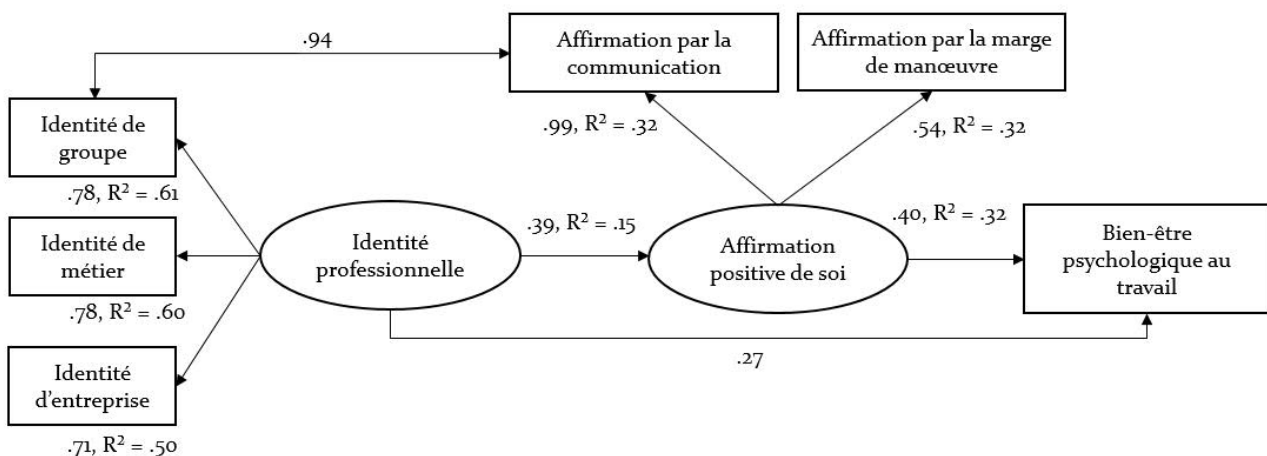 .94
Affirmation par la
communication
Affirmation par la marge
de manœuvre
.99, R² = .32
.54, R² = .32
Identité de
groupe
.78, R² = .61
Identité de
métier
.78, R² = .60
Identité
d'entreprise
.71, R² = .50
Identité
professionnelle
.39, R² = .15
Affirmation
positive de soi
.40, R² = .32
Bien-être
psychologique au
travail
.27